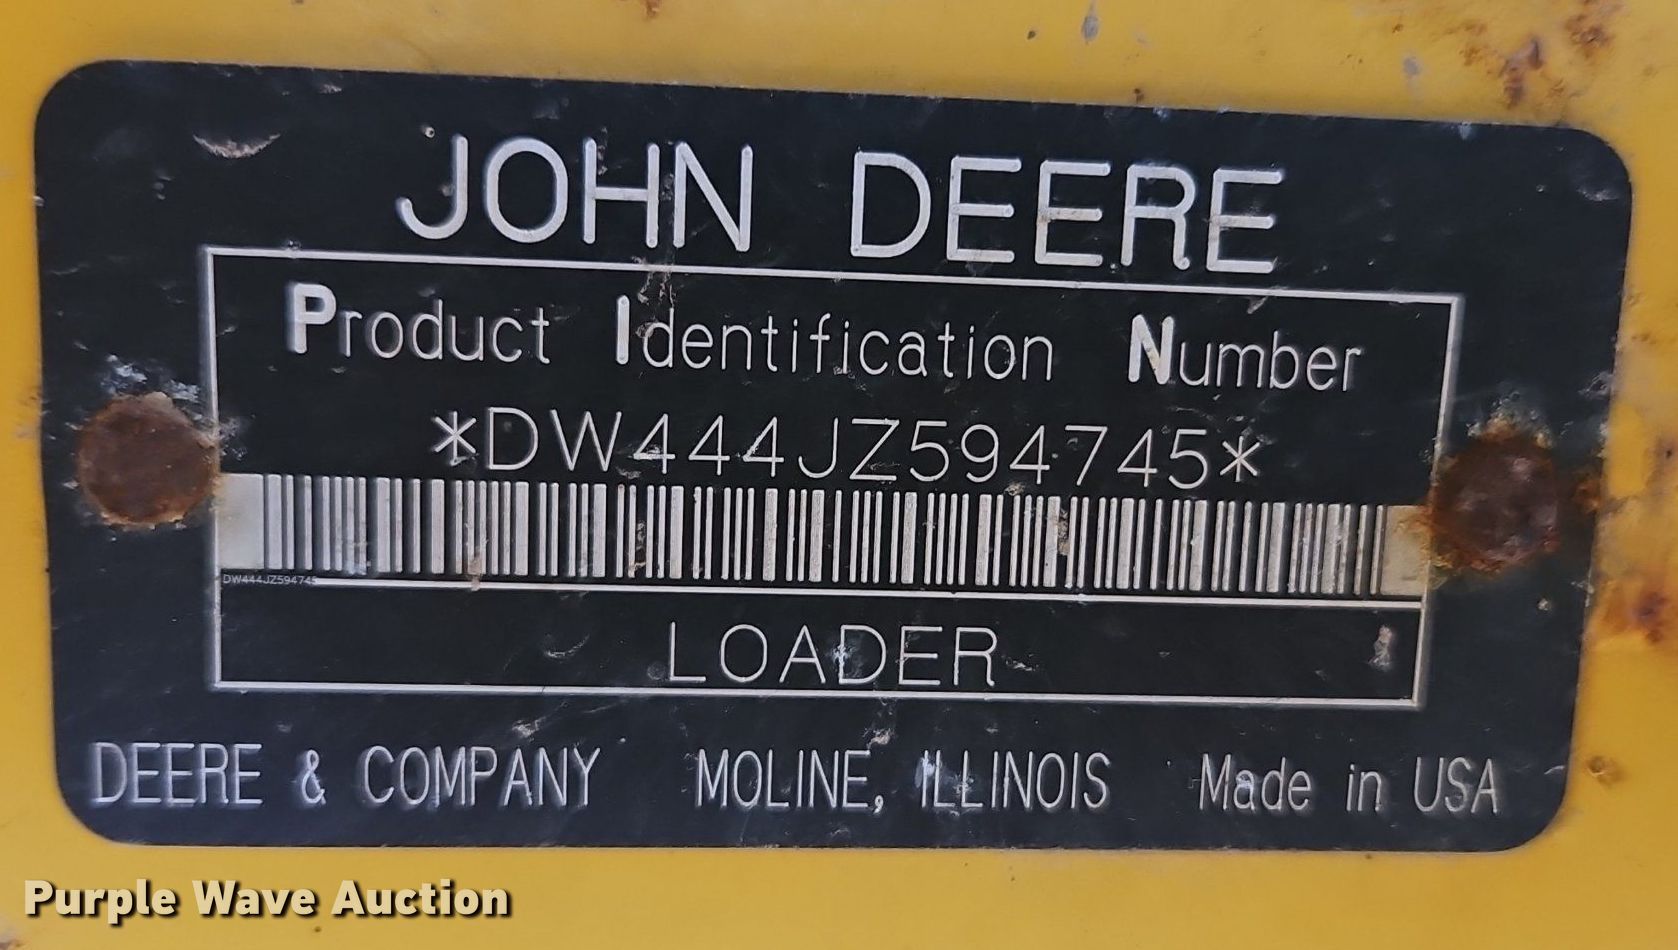 JOHN DEERE
Product Identification Number
*DW444JZ594745*
DW444JZ594745
LOADER
DEERE & COMPANY MOLINE, ILLINOIS Made in USA
Purple Wave Auction